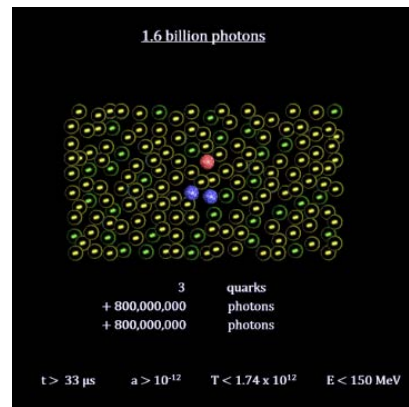 1.6 billion photons
3 quarks
+ 800,000,000 photons
+ 800,000,000 photons
t > 33 μs a > 10⁻¹² T < 1.74 x 10¹² E < 150 MeV